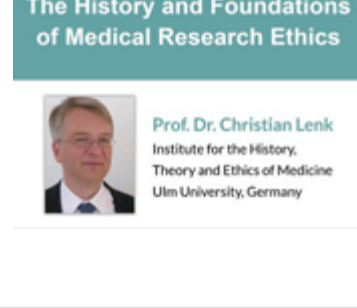 The History and Foundations
of Medical Research Ethics
Prof. Dr. Christian Lenk
Institute for the History,
Theory and Ethics of Medicine
Ulm University, Germany